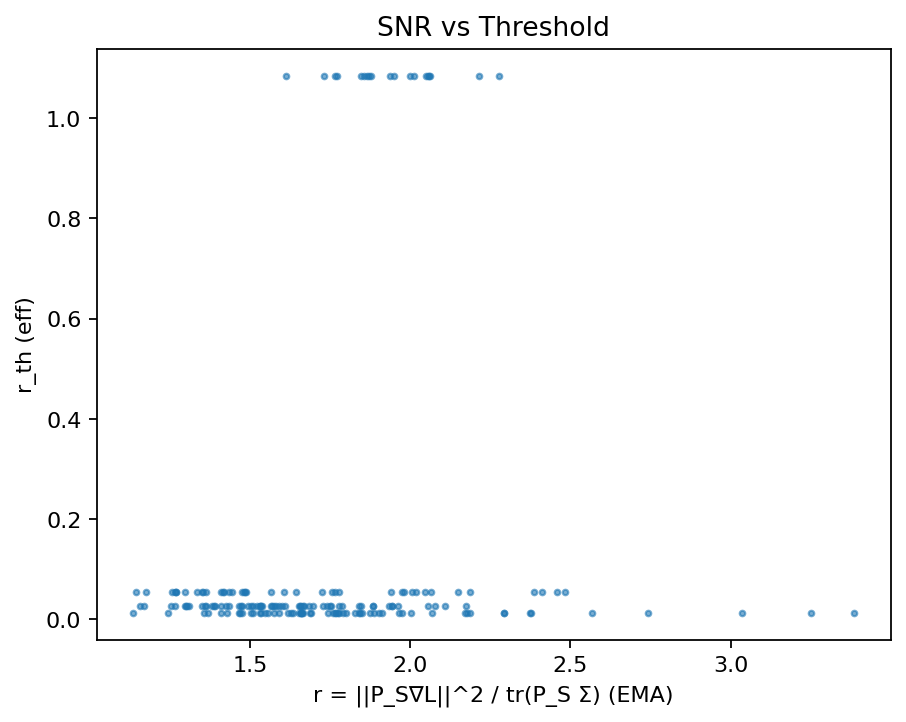 SNR vs Threshold
1.0
0.8
0.6
0.4
0.2
0.0
r_th (eff)
1.5 2.0 2.5 3.0
r = ||P_S∇L||^2 / tr(P_S Σ) (EMA)